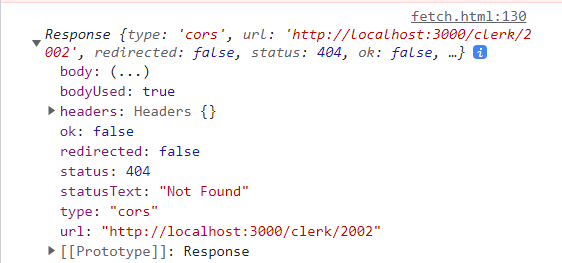 fetch.html:130
Response {type: 'cors', url: 'http://localhost:3000/clerk/2
002', redirected: false, status: 404, ok: false, …}
body: (...)
bodyUsed: true
headers: Headers {}
ok: false
redirected: false
status: 404
statusText: "Not Found"
type: "cors"
url: "http://localhost:3000/clerk/2002"
[[Prototype]]: Response